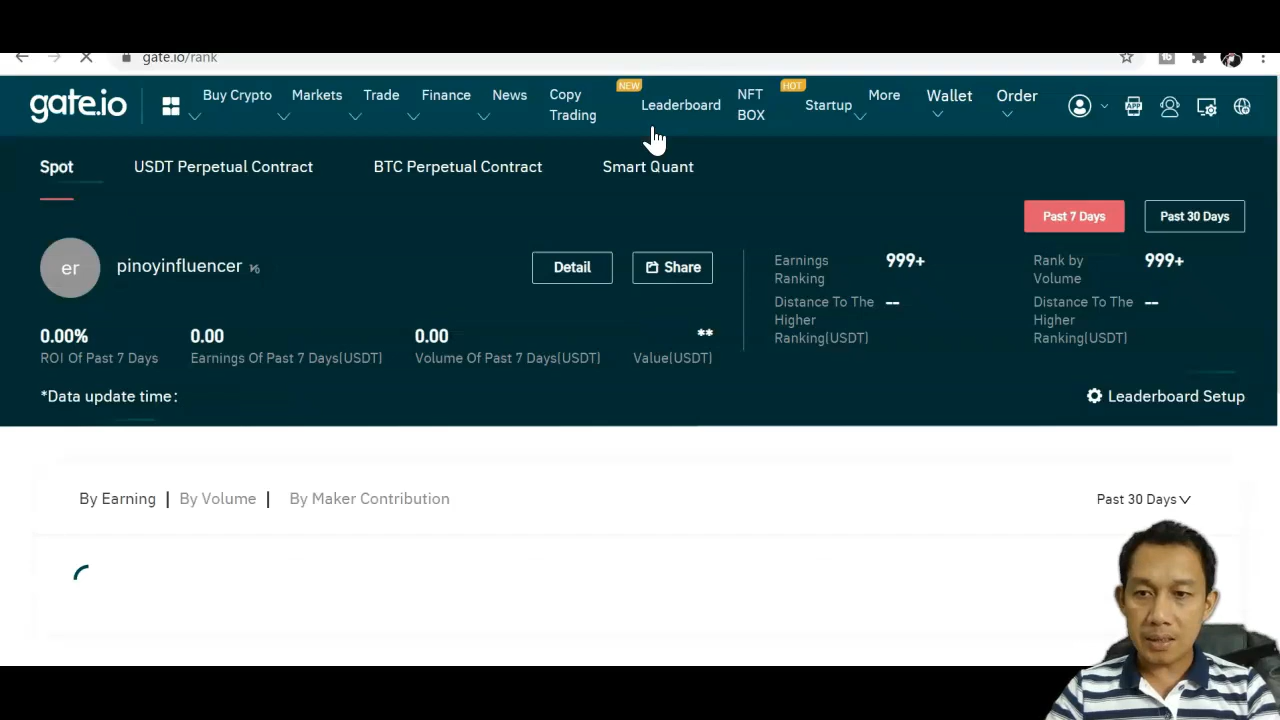 gate.io/rank
16
gate.io
Buy Crypto
Markets
Trade
Finance
News
Copy
Trading
NEW
Leaderboard
NFT
BOX
HOT
Startup
More
Wallet
Order
APP
Spot
USDT Perpetual Contract
BTC Perpetual Contract
Smart Quant
Past 7 Days
Past 30 Days
er
pinoyinfluencer
Detail
Share
Earnings
Ranking
999+
Distance To The
Higher
Ranking(USDT)
--
Rank by
Volume
999+
Distance To The
Higher
Ranking(USDT)
--
0.00%
ROI Of Past 7 Days
0.00
Earnings Of Past 7 Days(USDT)
0.00
Volume Of Past 7 Days(USDT)
**
Value(USDT)
*Data update time:
Leaderboard Setup
By Earning | By Volume | By Maker Contribution
Past 30 Days